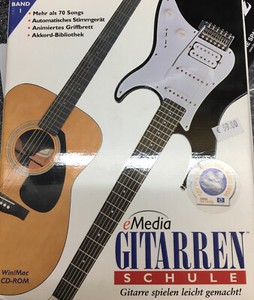 BAND
1
• Mehr als 70 Songs
• Automatisches Stimmgerät
• Animiertes Griffbrett
• Akkord-Bibliothek
eMedia
GITARREN
SCHULE
Gitarre spielen leicht gemacht!
Win/Mac
CD-ROM